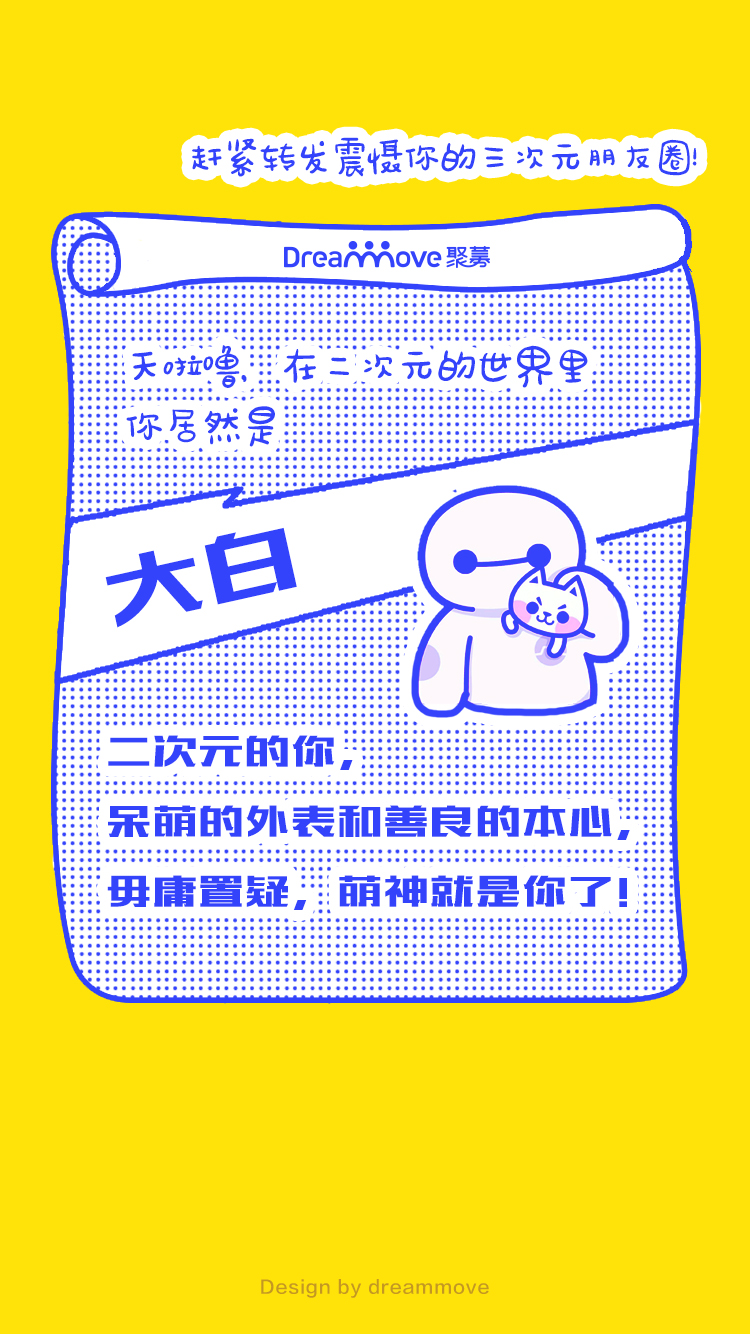 赶紧转发震慑你的三次元朋友圈!
Dreammove聚募
天啦噜,在二次元的世界里
你居然是
大白
二次元的你,
呆萌的外表和善良的本心,
毋庸置疑,萌神就是你了!
Design by dreammove